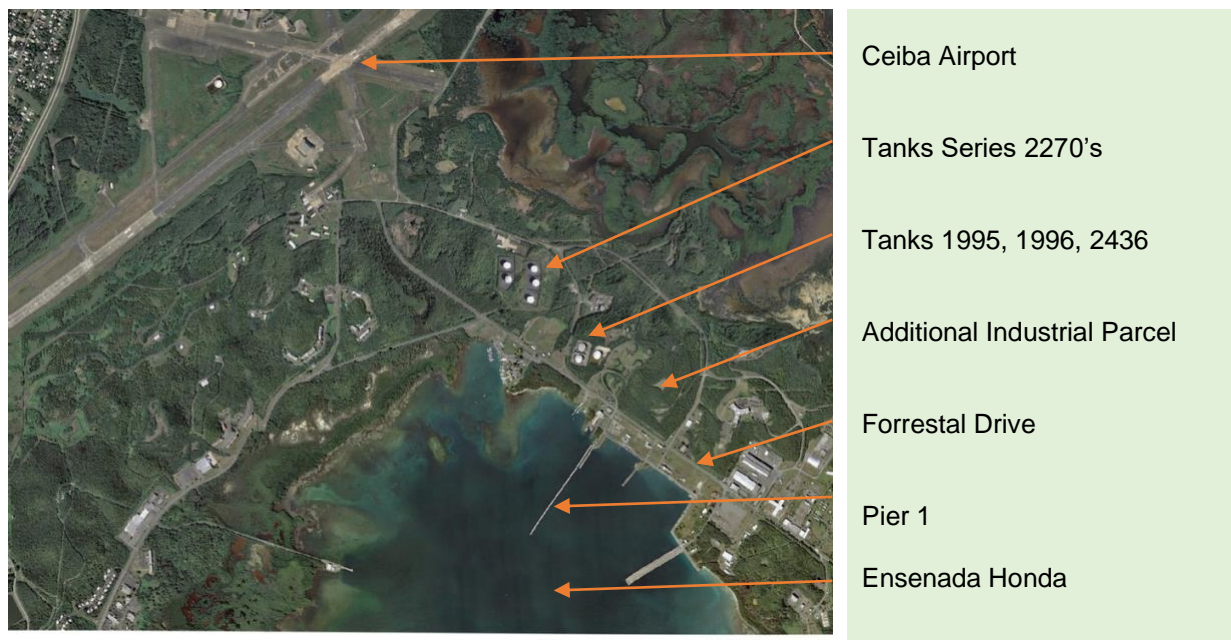 Ceiba Airport
Tanks Series 2270’s
Tanks 1995, 1996, 2436
Additional Industrial Parcel
Forrestal Drive
Pier 1
Ensenada Honda